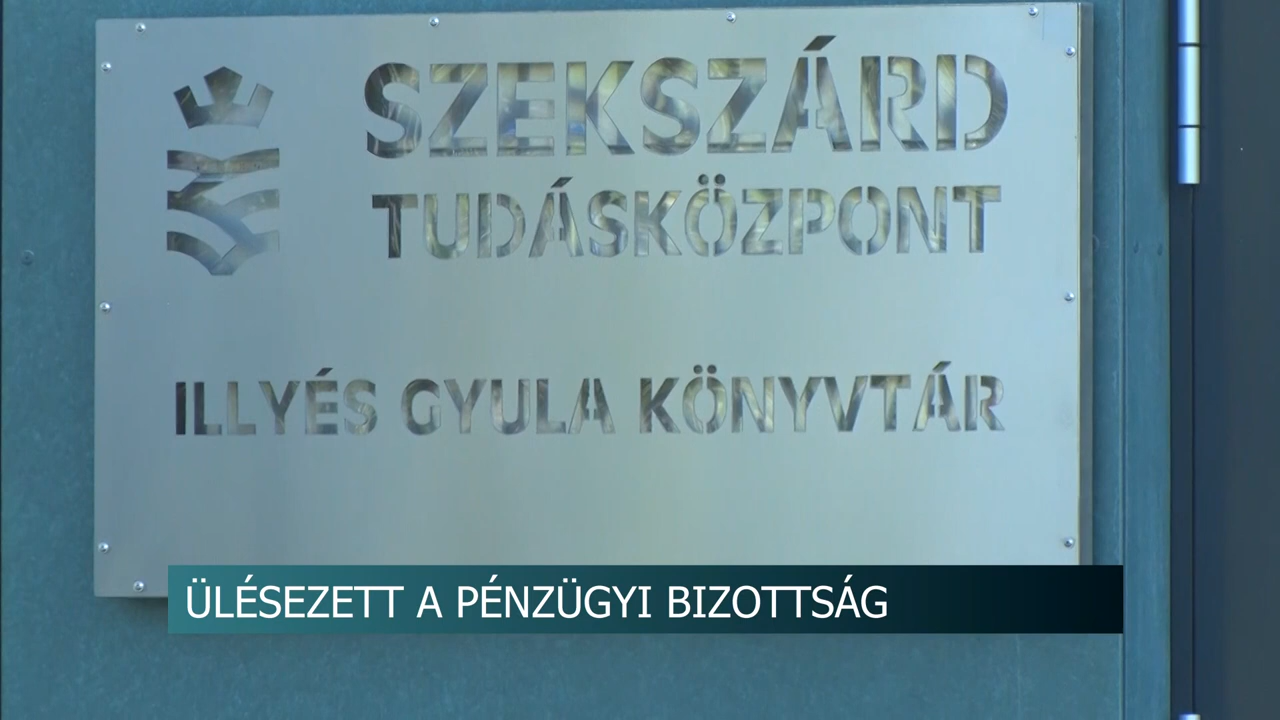 SZEKSZÁRD
TUDÁSKÖZPONT
ILLYÉS GYULA KÖNYVTÁR
ÜLÉSEZETT A PÉNZÜGYI BIZOTTSÁG